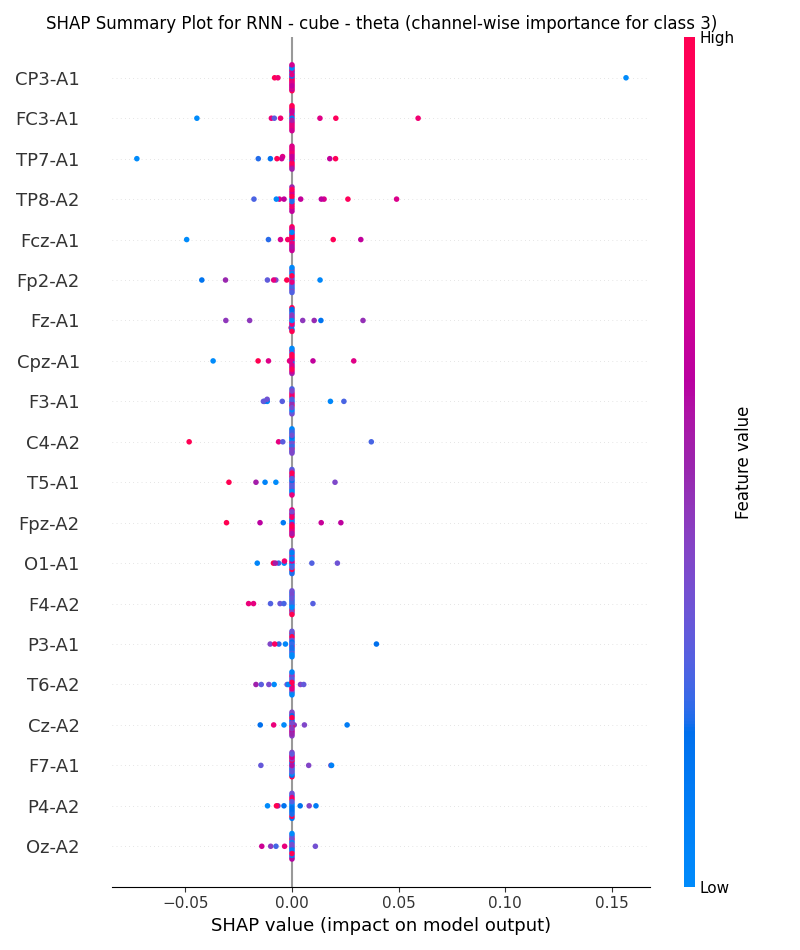 SHAP Summary Plot for RNN - cube - theta (channel-wise importance for class 3)
High
CP3-A1
FC3-A1
TP7-A1
TP8-A2
Fcz-A1
Fp2-A2
Fz-A1
Cpz-A1
F3-A1
C4-A2
T5-A1
Fpz-A2
O1-A1
F4-A2
P3-A1
T6-A2
Cz-A2
F7-A1
P4-A2
Oz-A2
Feature value
Low
−0.05 0.00 0.05 0.10 0.15
SHAP value (impact on model output)